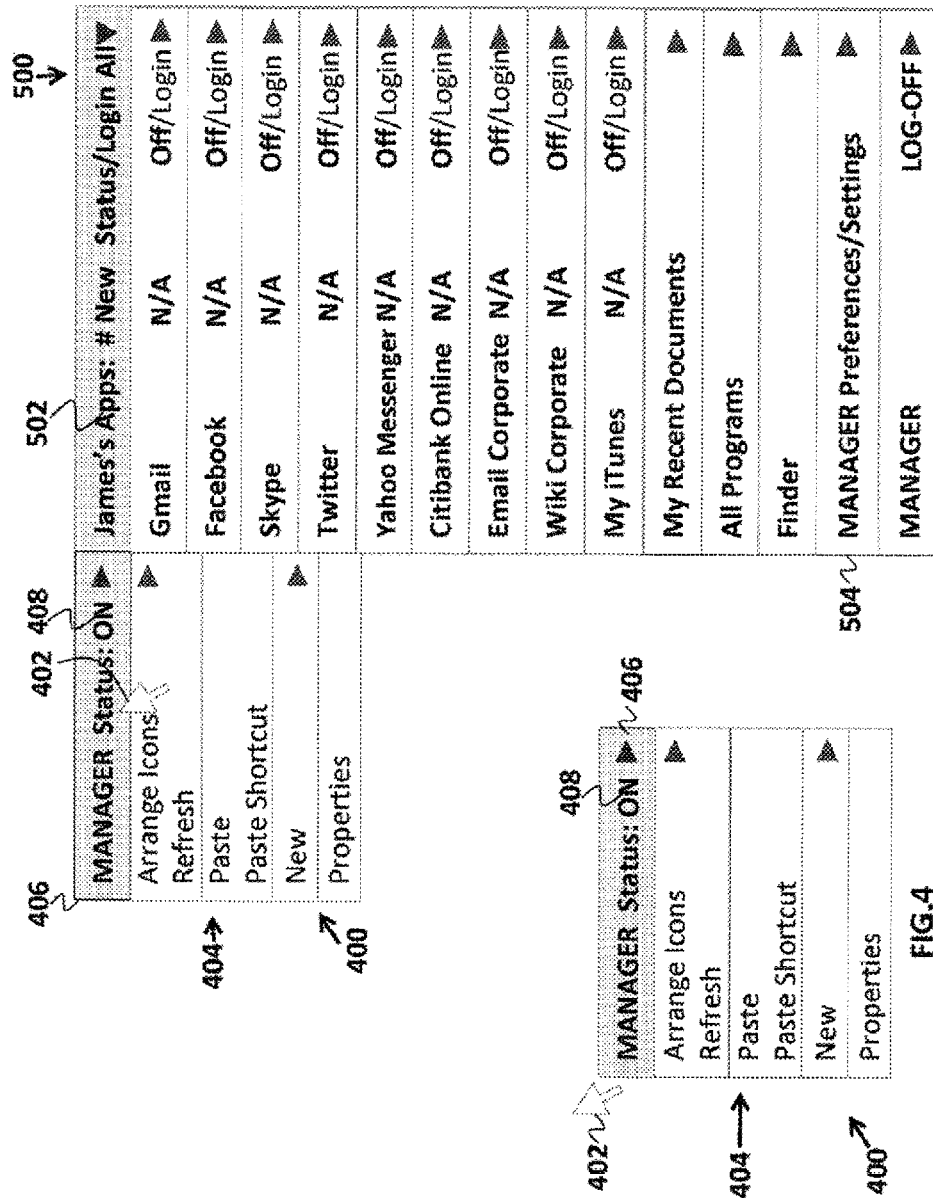 500
502
408
402
406
MANAGER Status: ON ▶
Arrange Icons ▶
Refresh
Paste
Paste Shortcut
New ▶
Properties
404
400
James's Apps: # New Status/Login All▼
Gmail N/A Off/Login ▶
Facebook N/A Off/Login ▶
Skype N/A Off/Login ▶
Twitter N/A Off/Login ▶
Yahoo Messenger N/A Off/Login ▶
Citibank Online N/A Off/Login ▶
Email Corporate N/A Off/Login ▶
Wiki Corporate N/A Off/Login ▶
My iTunes N/A Off/Login ▶
My Recent Documents ▶
All Programs ▶
Finder ▶
MANAGER Preferences/Settings ▶
MANAGER LOG-OFF ▶
504
402
408
406
MANAGER Status: ON ▶
Arrange Icons ▶
Refresh
Paste
Paste Shortcut
New ▶
Properties
404
400
FIG.4